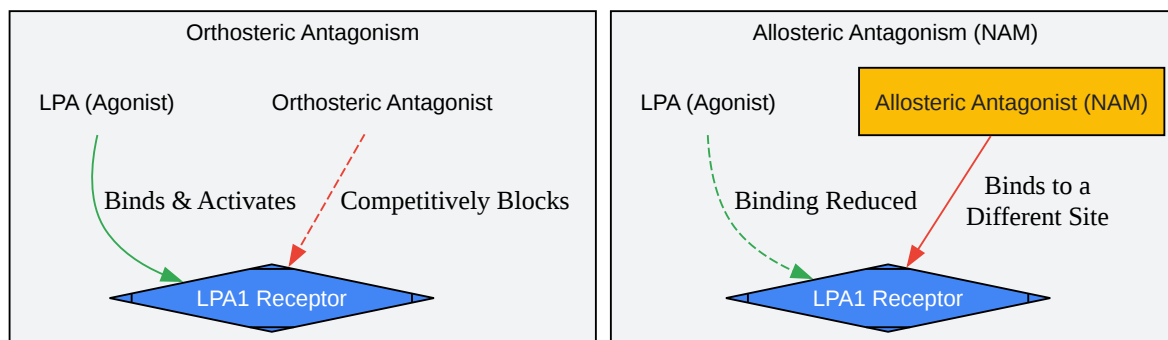 Orthosteric Antagonism
LPA (Agonist)
Orthosteric Antagonist
Binds & Activates
Competitively Blocks
LPA1 Receptor
Allosteric Antagonism (NAM)
LPA (Agonist)
Allosteric Antagonist (NAM)
Binding Reduced
Binds to a
Different Site
LPA1 Receptor